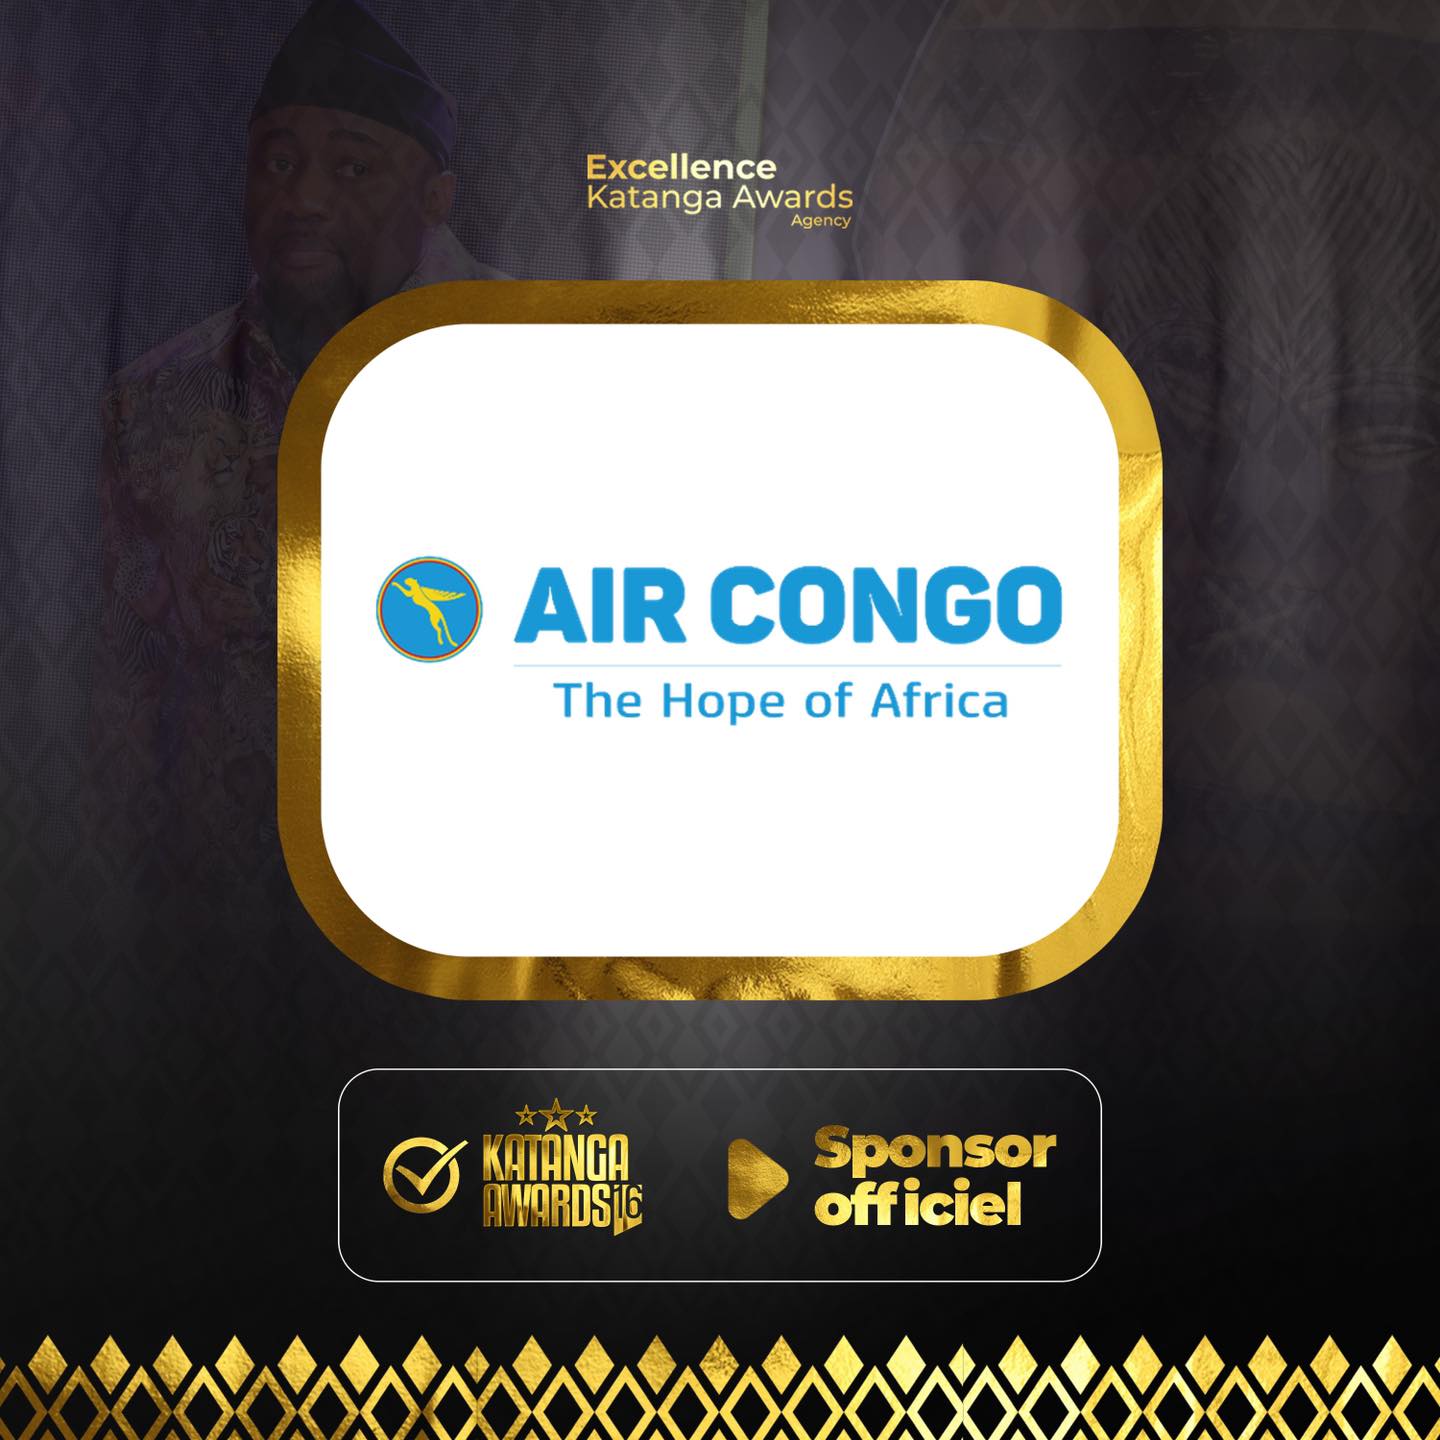 Excellence
Katanga Awards
Agency
AIR CONGO
The Hope of Africa
KATANGA
AWARDS 16
Sponsor
officiel